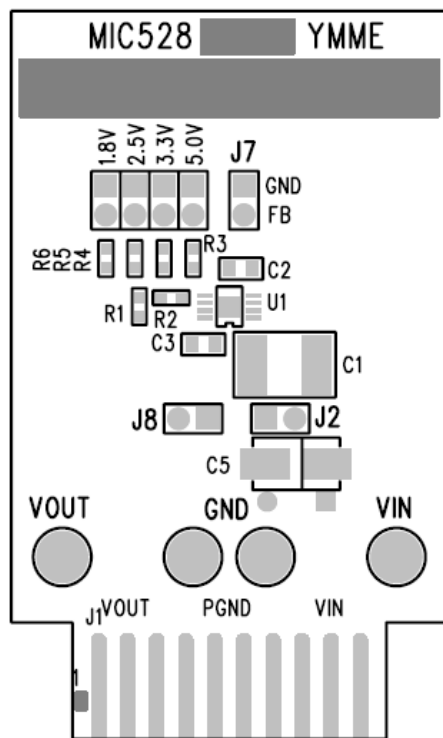 MIC528 YMME
1.8V 2.5V 3.3V 5.0V
J7
GND
FB
R6 R5 R4
R3
C2
R1 R2 U1
C3
C1
J8 J2
C5
VOUT GND VIN
J1 VOUT PGND VIN
1